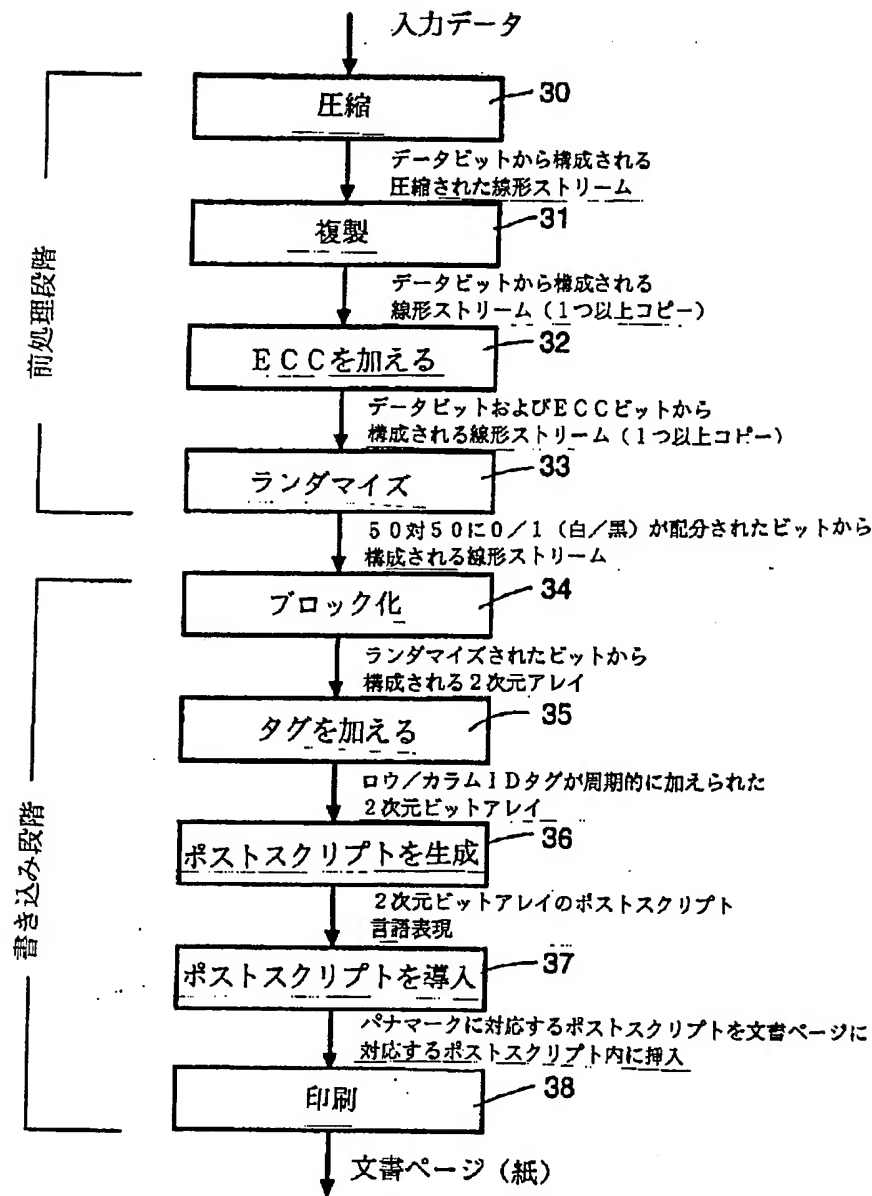 入力データ
圧縮
30
データビットから構成される
圧縮された線形ストリーム
複製
31
データビットから構成される
線形ストリーム(1つ以上コピー)
ECCを加える
32
データビットおよびECCビットから
構成される線形ストリーム(1つ以上コピー)
ランダマイズ
33
前処理段階
50対50に0/1(白/黒)が配分されたビットから
構成される線形ストリーム
ブロック化
34
ランダマイズされたビットから
構成される2次元アレイ
タグを加える
35
ロウ/カラムIDタグが周期的に加えられた
2次元ビットアレイ
ポストスクリプトを生成
36
2次元ビットアレイのポストスクリプト
言語表現
ポストスクリプトを導入
37
パナマークに対応するポストスクリプトを文書ページに
対応するポストスクリプト内に挿入
印刷
38
書き込み段階
文書ページ(紙)